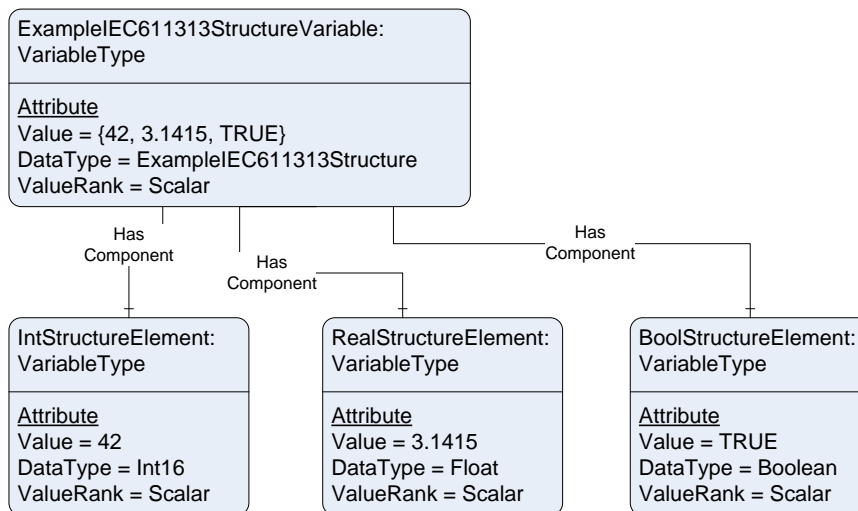 ExampleIEC611313StructureVariable:
VariableType
Attribute
Value = {42, 3.1415, TRUE}
DataType = ExampleIEC611313Structure
ValueRank = Scalar
Has
Component
Has
Component
Has
Component
IntStructureElement:
VariableType
Attribute
Value = 42
DataType = Int16
ValueRank = Scalar
RealStructureElement:
VariableType
Attribute
Value = 3.1415
DataType = Float
ValueRank = Scalar
BoolStructureElement:
VariableType
Attribute
Value = TRUE
DataType = Boolean
ValueRank = Scalar